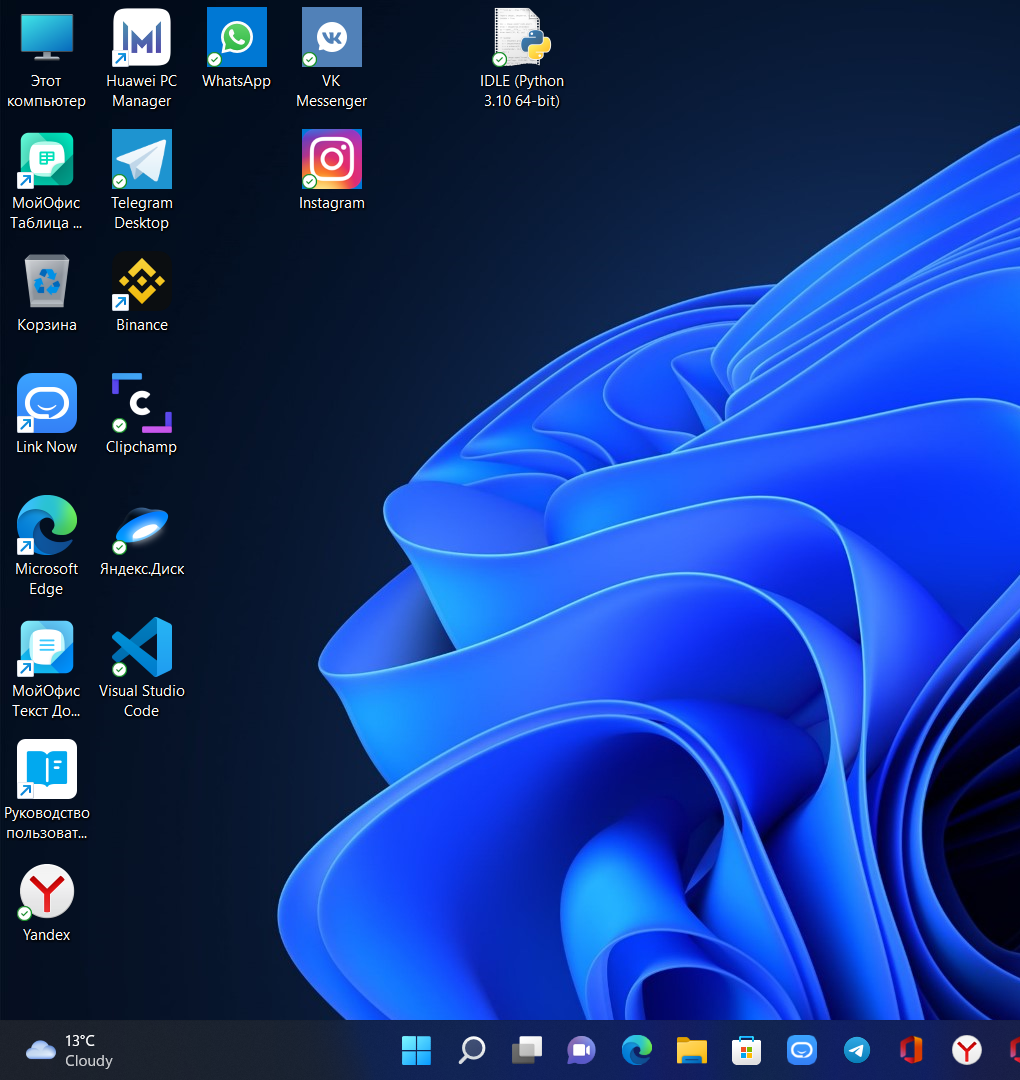 Этот
компьютер
Huawei PC
Manager
WhatsApp
VK
Messenger
IDLE (Python
3.10 64-bit)
МойОфис
Таблица ...
Telegram
Desktop
Instagram
Корзина
Binance
Link Now
Clipchamp
Microsoft
Edge
Яндекс.Диск
МойОфис
Текст До...
Visual Studio
Code
Руководство
пользоват...
Yandex
13°C
Cloudy